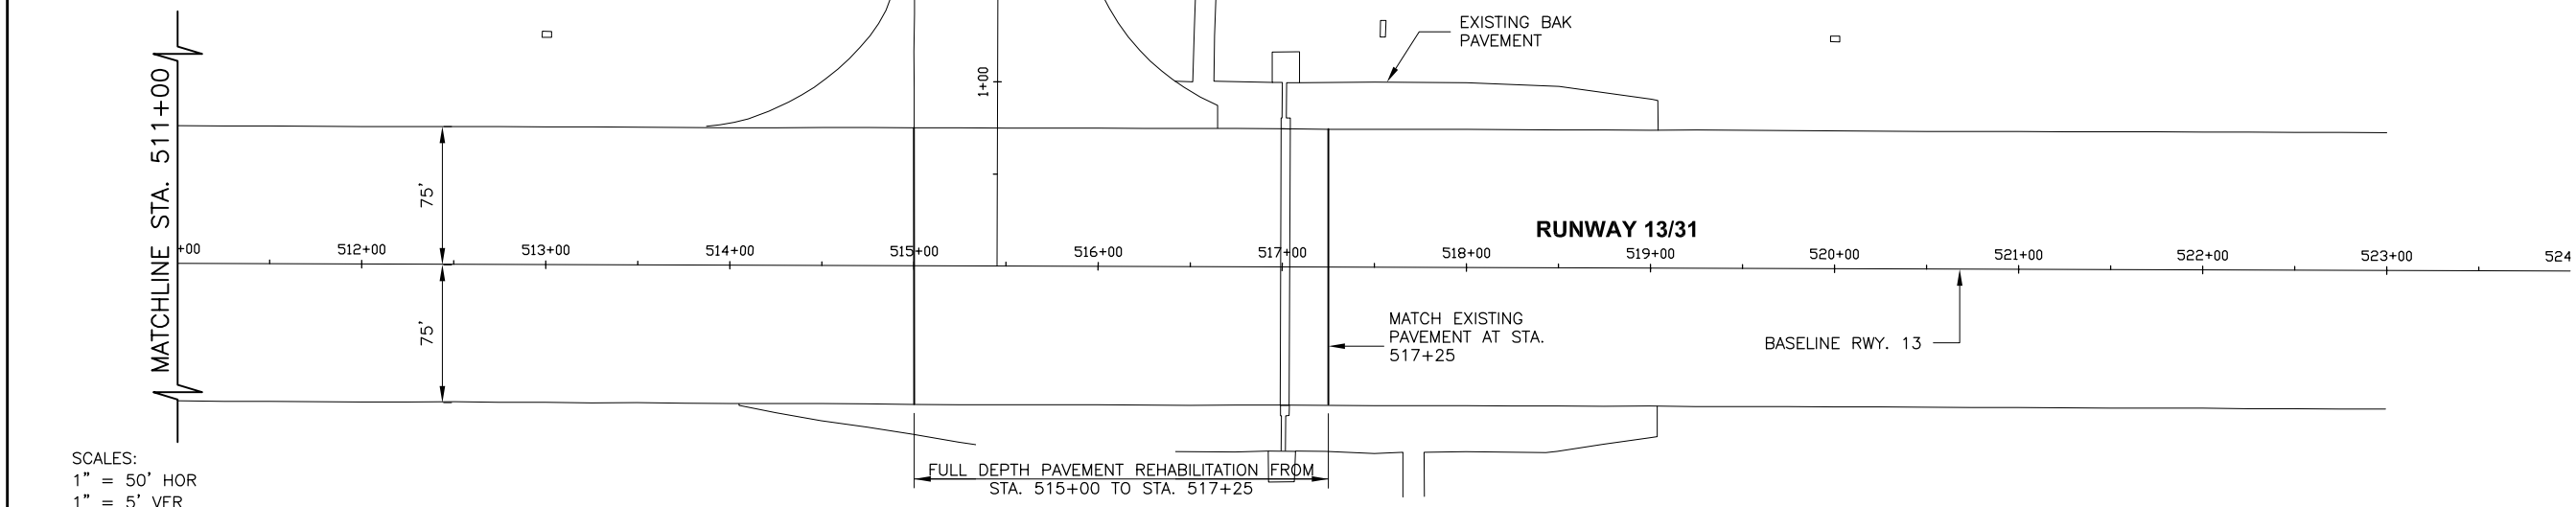 EXISTING BAK
PAVEMENT
1+00
MATCHLINE STA. 511+00
75'
RUNWAY 13/31
+00 512+00 513+00 514+00 515+00 516+00 517+00 518+00 519+00 520+00 521+00 522+00 523+00 524
75'
MATCH EXISTING
PAVEMENT AT STA.
517+25
BASELINE RWY. 13
SCALES:
1" = 50' HOR
1" = 5' VER
FULL DEPTH PAVEMENT REHABILITATION FROM
STA. 515+00 TO STA. 517+25